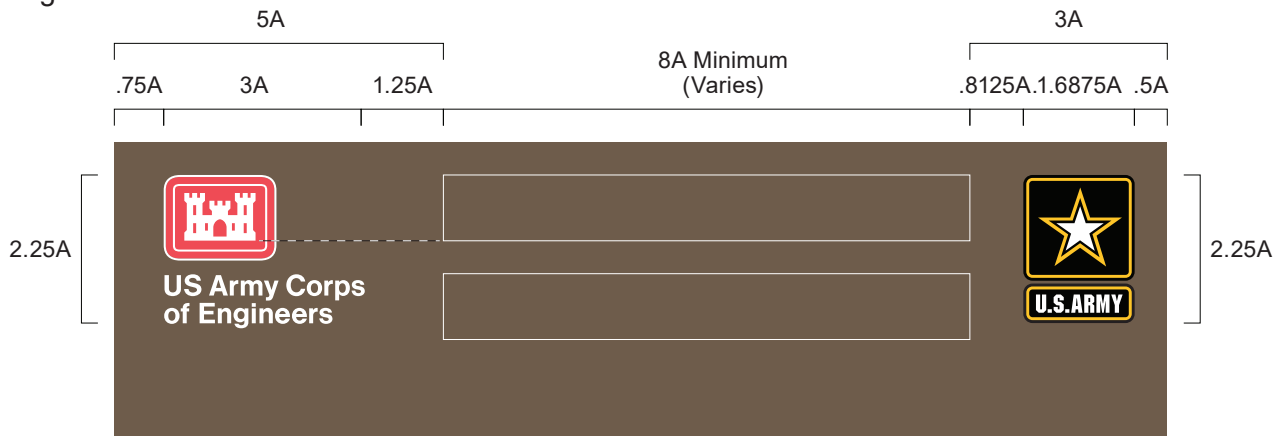 5A
3A
8A Minimum
(Varies)
.75A 3A 1.25A .8125A.1.6875A .5A
2.25A
2.25A
US Army Corps
of Engineers
U.S.ARMY